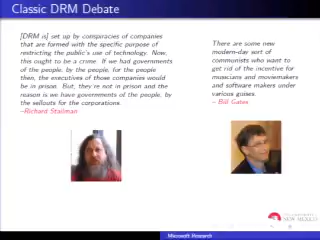 Classic DRM Debate
[DRM is] set up by conspiracies of companies
that are formed with the specific purpose of
restricting the public's use of technology. Now,
this ought to be a crime. If we had governments
of the people, by the people, for the people
then, the executives of those companies would
be in prison. But, they're not in prison and the
reason is we have governments of the people, by
the sellouts for the corporations.
–Richard Stallman
There are some new
modern-day sort of
communists who want to
get rid of the incentive for
musicians and moviemakers
and software makers under
various guises.
– Bill Gates
NEW MEXICO
Microsoft Research